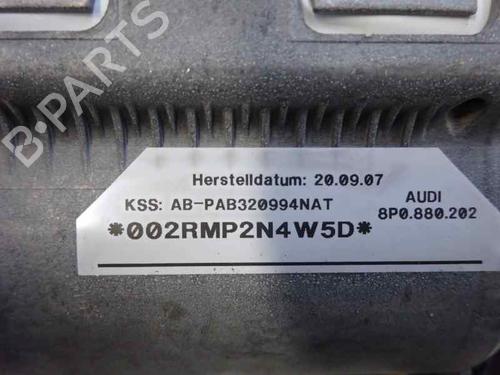 B-PARTS
Herstelldatum: 20.09.07
KSS: AB-PAB320994NAT
AUDI
8P0.880.202
*002RMP2N4W5D*